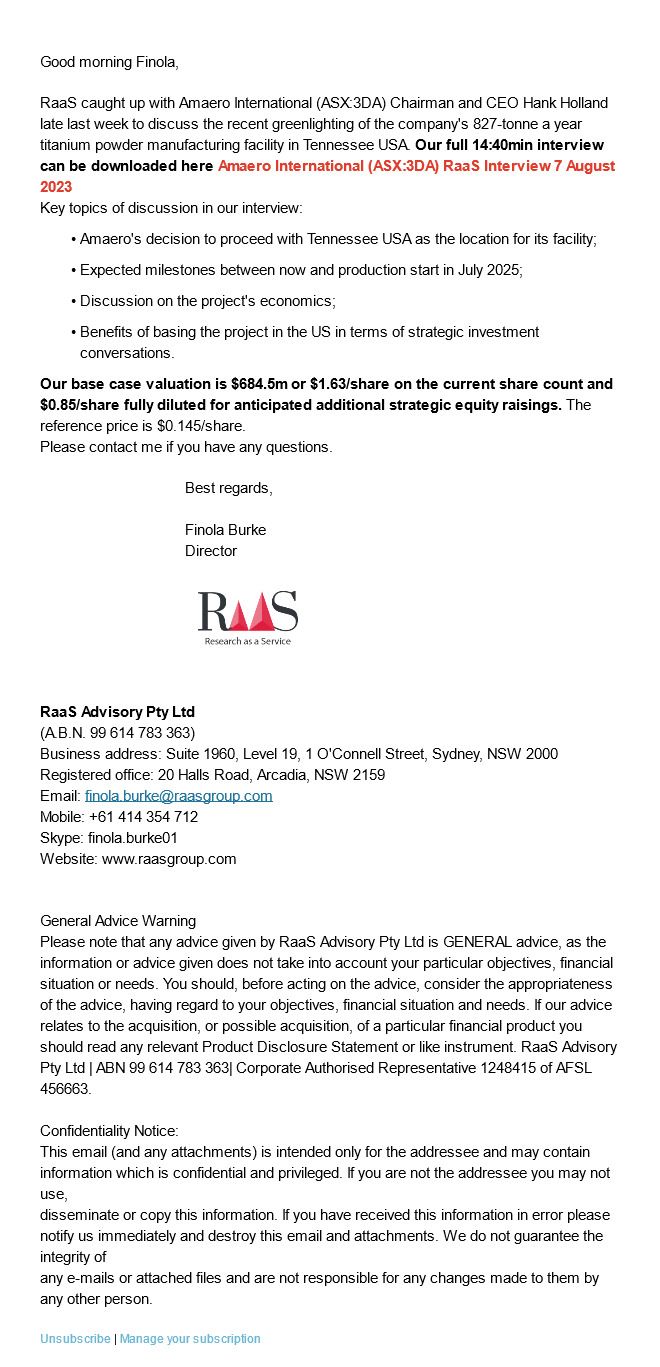 Good morning Finola,
RaaS caught up with Amaero International (ASX:3DA) Chairman and CEO Hank Holland
late last week to discuss the recent greenlighting of the company's 827-tonne a year
titanium powder manufacturing facility in Tennessee USA. Our full 14:40min interview
can be downloaded here Amaero International (ASX:3DA) RaaS Interview 7 August
2023
Key topics of discussion in our interview:
• Amaero's decision to proceed with Tennessee USA as the location for its facility;
• Expected milestones between now and production start in July 2025;
• Discussion on the project's economics;
• Benefits of basing the project in the US in terms of strategic investment
conversations.
Our base case valuation is $684.5m or $1.63/share on the current share count and
$0.85/share fully diluted for anticipated additional strategic equity raisings. The
reference price is $0.145/share.
Please contact me if you have any questions.
Best regards,
Finola Burke
Director
RAAS
Research as a Service
RaaS Advisory Pty Ltd
(A.B.N. 99 614 783 363)
Business address: Suite 1960, Level 19, 1 O'Connell Street, Sydney, NSW 2000
Registered office: 20 Halls Road, Arcadia, NSW 2159
Email: finola.burke@raasgroup.com
Mobile: +61 414 354 712
Skype: finola.burke01
Website: www.raasgroup.com
General Advice Warning
Please note that any advice given by RaaS Advisory Pty Ltd is GENERAL advice, as the
information or advice given does not take into account your particular objectives, financial
situation or needs. You should, before acting on the advice, consider the appropriateness
of the advice, having regard to your objectives, financial situation and needs. If our advice
relates to the acquisition, or possible acquisition, of a particular financial product you
should read any relevant Product Disclosure Statement or like instrument. RaaS Advisory
Pty Ltd | ABN 99 614 783 363| Corporate Authorised Representative 1248415 of AFSL
456663.
Confidentiality Notice:
This email (and any attachments) is intended only for the addressee and may contain
information which is confidential and privileged. If you are not the addressee you may not
use,
disseminate or copy this information. If you have received this information in error please
notify us immediately and destroy this email and attachments. We do not guarantee the
integrity of
any e-mails or attached files and are not responsible for any changes made to them by
any other person.
Unsubscribe | Manage your subscription